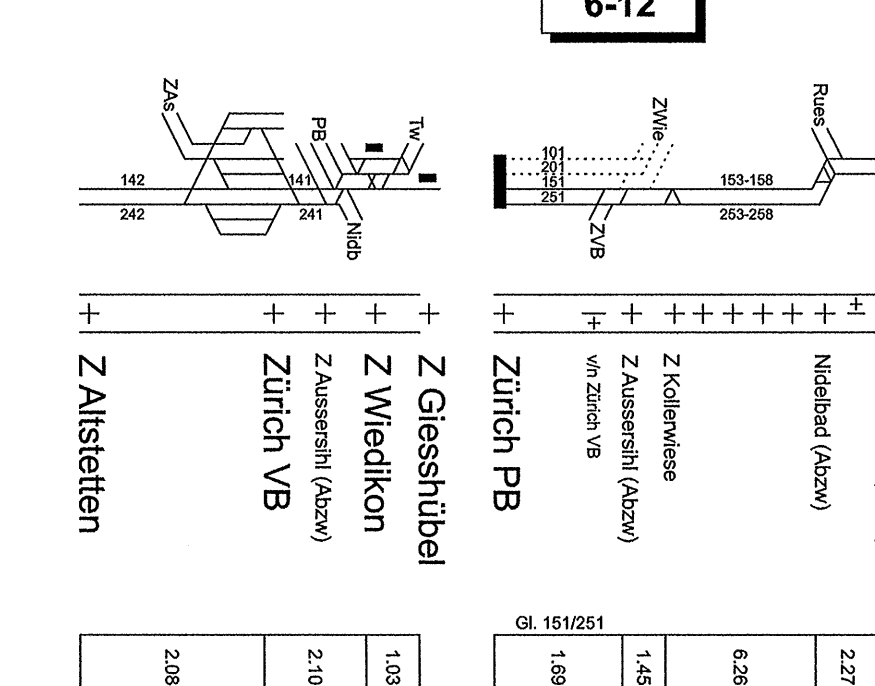 6-12
ZAs
PB
Tw
ZWie
Rues
101
201
142
141
151
153-158
251
242
241
253-258
Nidb
ZVB
Z Altstetten
Zürich VB
Z Aussersihl (Abzw)
Z Wiedikon
Z Giesshübel
Zürich PB
v/n Zürich VB
Z Aussersihl (Abzw)
Z Kollerwiese
Nidelbad (Abzw)
Gl. 151/251
2.08
2.10
1.03
1.69
1.45
6.26
2.27